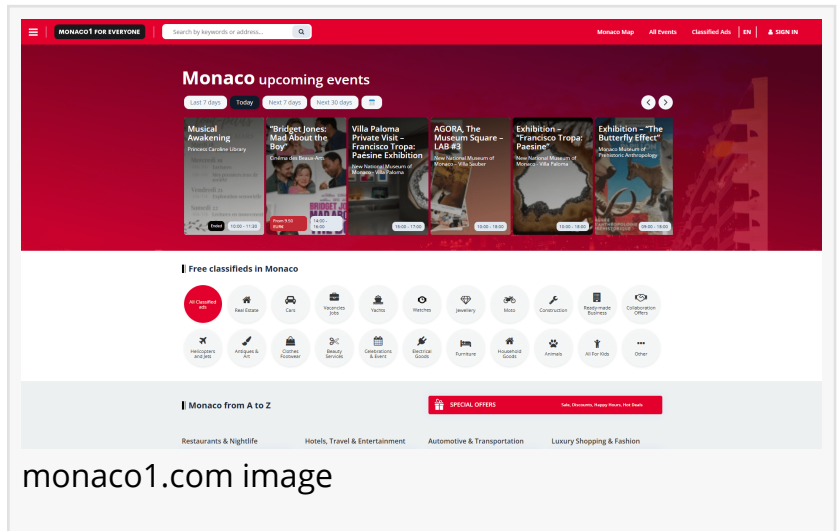 MONACO1 FOR EVERYONE
Search by keywords or address...
Monaco Map
All Events
Classified Ads
EN
SIGN IN
Monaco upcoming events
Last 7 days
Today
Next 7 days
Next 30 days
Musical
Awakening
Princess Caroline Library
Ended
10:00 - 11:30
"Bridget Jones:
Mad About the
Boy"
Cinéma des Beaux-Arts
From 9.50
EUR€
14:00 -
16:00
Villa Paloma
Private Visit –
Francisco Tropa:
Paésine Exhibition
New National Museum of
Monaco - Villa Paloma
16:00 - 17:00
AGORA, The
Museum Square –
LAB #3
New National Museum of
Monaco – Villa Sauber
10:00 - 18:00
Exhibition –
"Francisco Tropa:
Paesine"
New National Museum of
Monaco - Villa Paloma
10:00 - 18:00
Exhibition – "The
Butterfly Effect"
Monaco Museum of
Prehistoric Anthropology
09:00 - 18:00
Free classifieds in Monaco
All Classified
ads
Real Estate
Cars
Vacancies
Jobs
Yachts
Watches
Jewellery
Moto
Construction
Ready-made
Business
Collaboration
Offers
Helicopters
and Jets
Antiques &
Art
Clothes
Footwear
Beauty
Services
Celebrations
& Event
Electrical
Goods
Furniture
Household
Goods
Animals
All For Kids
Other
Monaco from A to Z
SPECIAL OFFERS
Sale, Discounts, Happy Hours, Hot Deals
Restaurants & Nightlife
Hotels, Travel & Entertainment
Automotive & Transportation
Luxury Shopping & Fashion
monaco1.com image